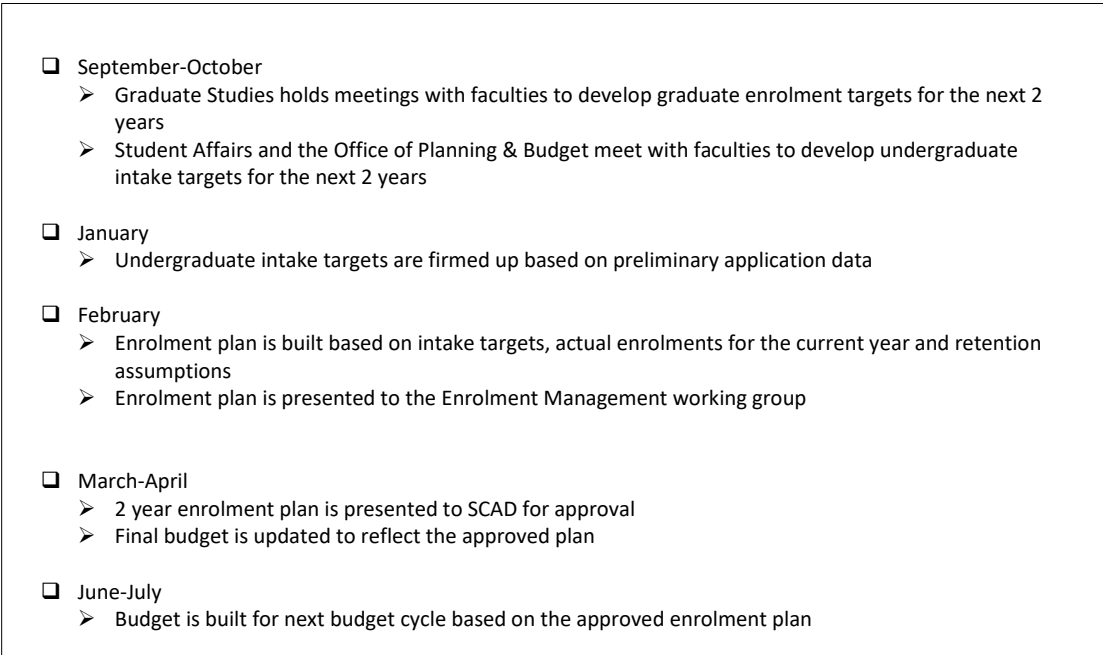 ❑ September-October
➢ Graduate Studies holds meetings with faculties to develop graduate enrolment targets for the next 2
years
➢ Student Affairs and the Office of Planning & Budget meet with faculties to develop undergraduate
intake targets for the next 2 years
❑ January
➢ Undergraduate intake targets are firmed up based on preliminary application data
❑ February
➢ Enrolment plan is built based on intake targets, actual enrolments for the current year and retention
assumptions
➢ Enrolment plan is presented to the Enrolment Management working group
❑ March-April
➢ 2 year enrolment plan is presented to SCAD for approval
➢ Final budget is updated to reflect the approved plan
❑ June-July
➢ Budget is built for next budget cycle based on the approved enrolment plan